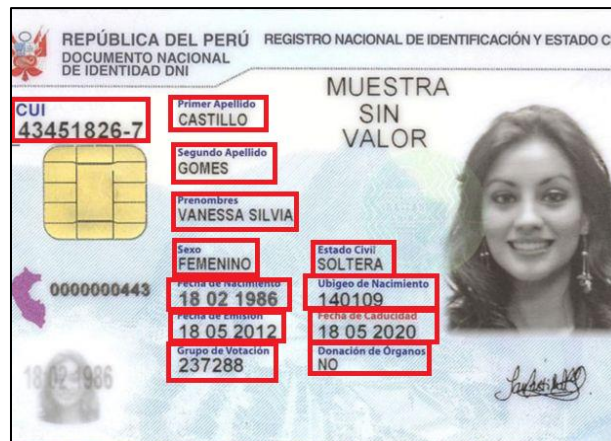 REPÚBLICA DEL PERÚ REGISTRO NACIONAL DE IDENTIFICACIÓN Y ESTADO C
DOCUMENTO NACIONAL
DE IDENTIDAD DNI
MUESTRA
SIN
VALOR
CUI
43451826-7
Primer Apellido
CASTILLO
Segundo Apellido
GOMES
Prenombres
VANESSA SILVIA
Sexo Estado Civil
FEMENINO SOLTERA
Fecha de Nacimiento Ubigeo de Nacimiento
0000000443 18 02 1986 140109
Fecha de Emisión Fecha de Caducidad
18 05 2012 18 05 2020
Grupo de Votación Donación de Órganos
237288 NO
18 02 1986